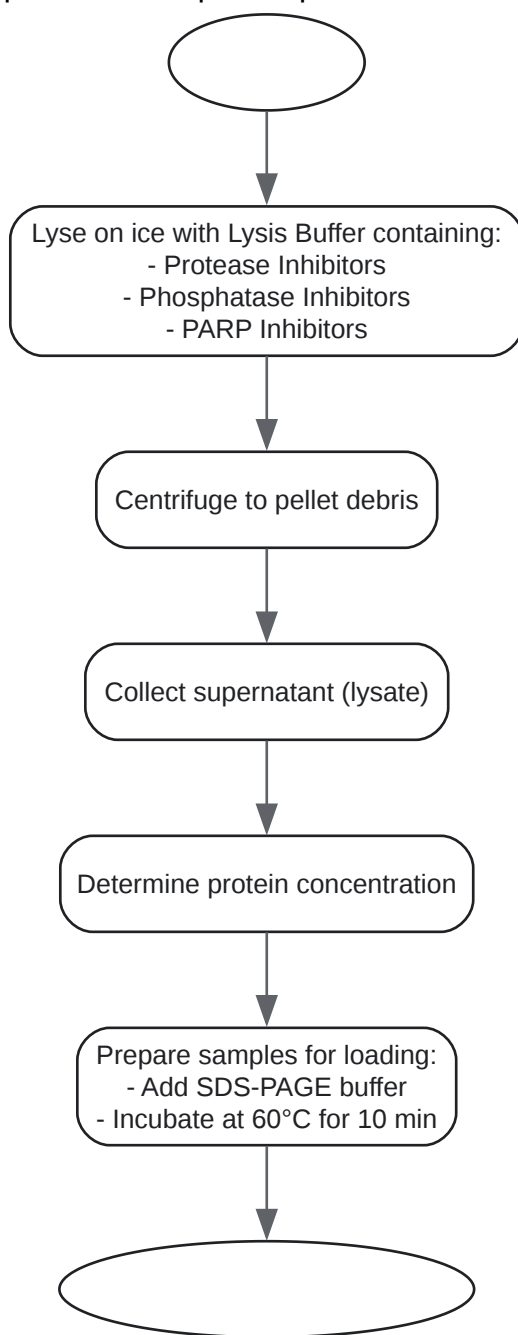 Lyse on ice with Lysis Buffer containing:
- Protease Inhibitors
- Phosphatase Inhibitors
- PARP Inhibitors
Centrifuge to pellet debris
Collect supernatant (lysate)
Determine protein concentration
Prepare samples for loading:
- Add SDS-PAGE buffer
- Incubate at 60°C for 10 min